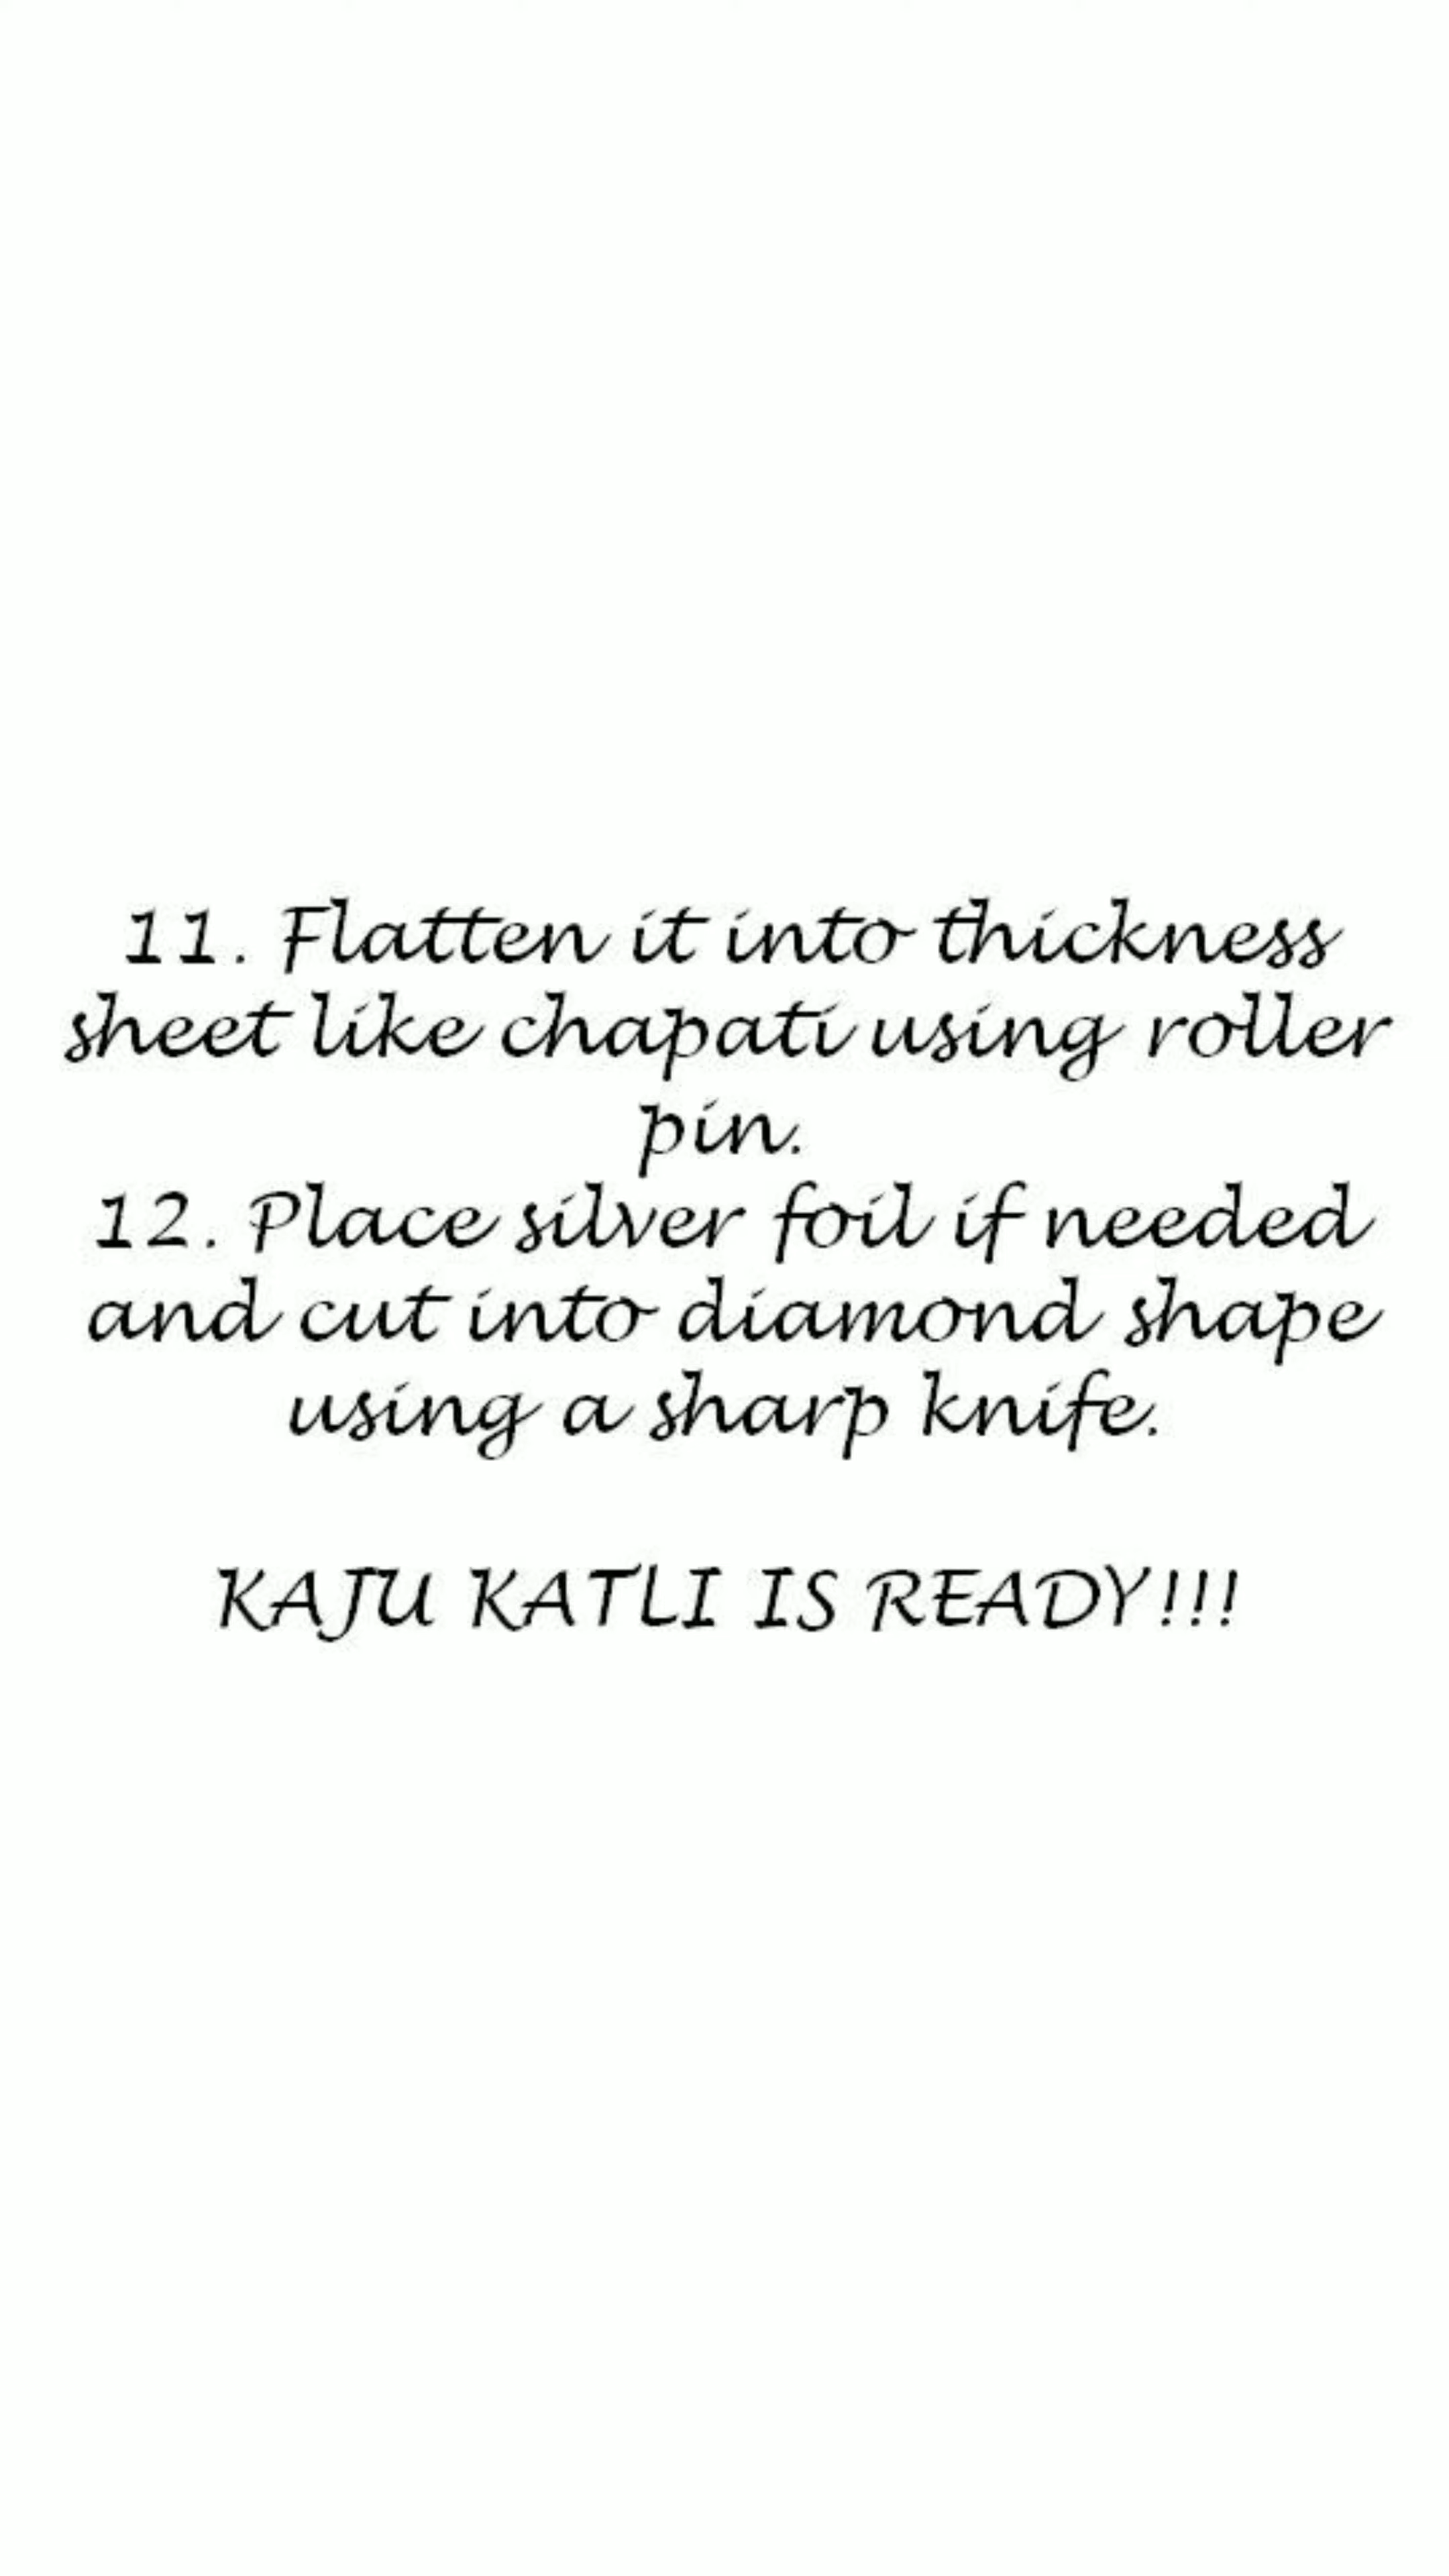 11. Flatten it into thickness
sheet like chapati using roller
pin.
12. Place silver foil if needed
and cut into diamond shape
using a sharp knife.
KAJU KATLI IS READY!!!